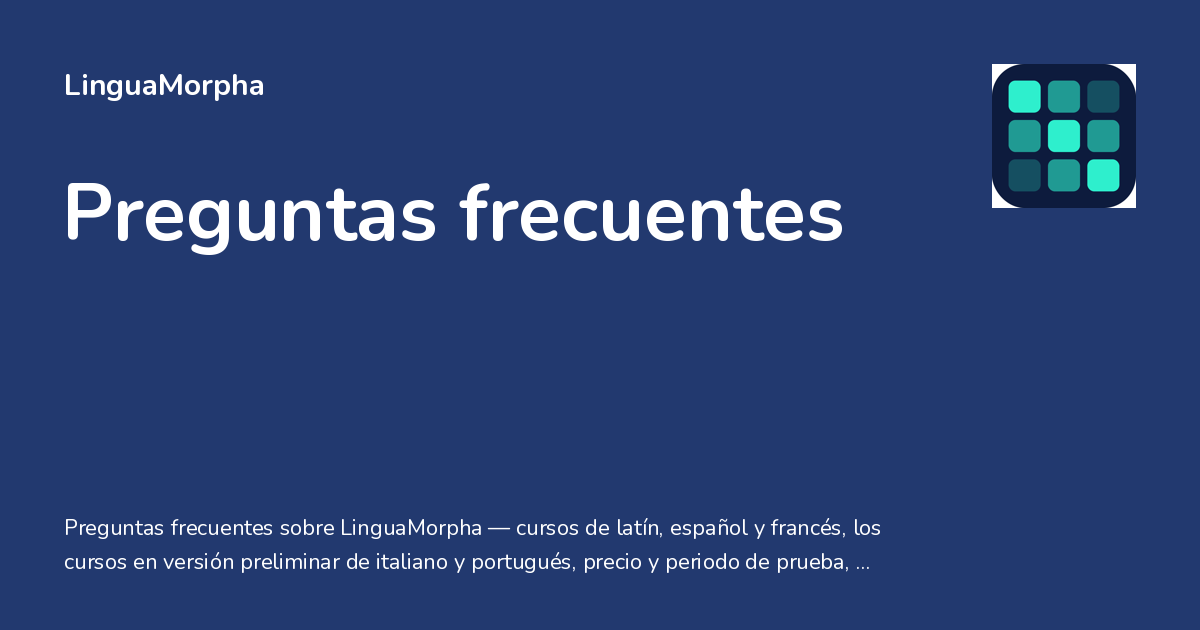 LinguaMorpha
Preguntas frecuentes
Preguntas frecuentes sobre LinguaMorpha — cursos de latín, español y francés, los
cursos en versión preliminar de italiano y portugués, precio y periodo de prueba, ...